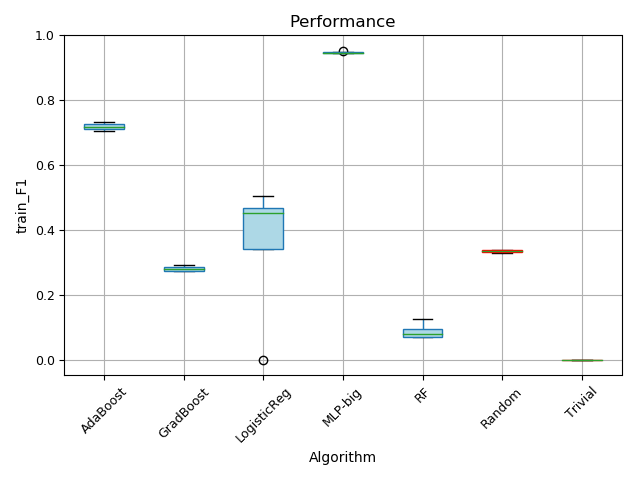 Performance
train_F1
1.0
0.8
0.6
0.4
0.2
0.0
AdaBoost
GradBoost
LogisticReg
MLP-big
RF
Random
Trivial
Algorithm